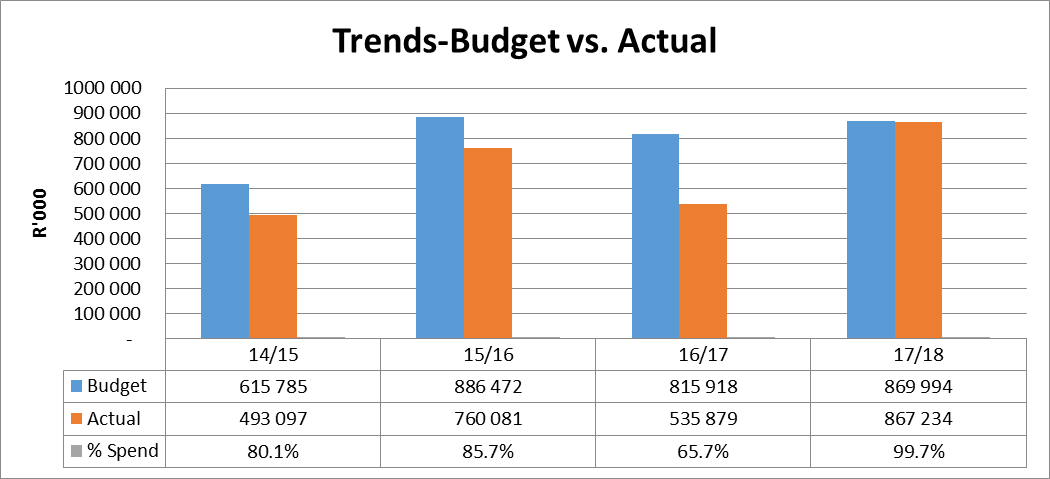 Trends-Budget vs. Actual
R'000
1000 000
900 000
800 000
700 000
600 000
500 000
400 000
300 000
200 000
100 000
-
14/15 15/16 16/17 17/18
Budget 615 785 886 472 815 918 869 994
Actual 493 097 760 081 535 879 867 234
% Spend 80.1% 85.7% 65.7% 99.7%